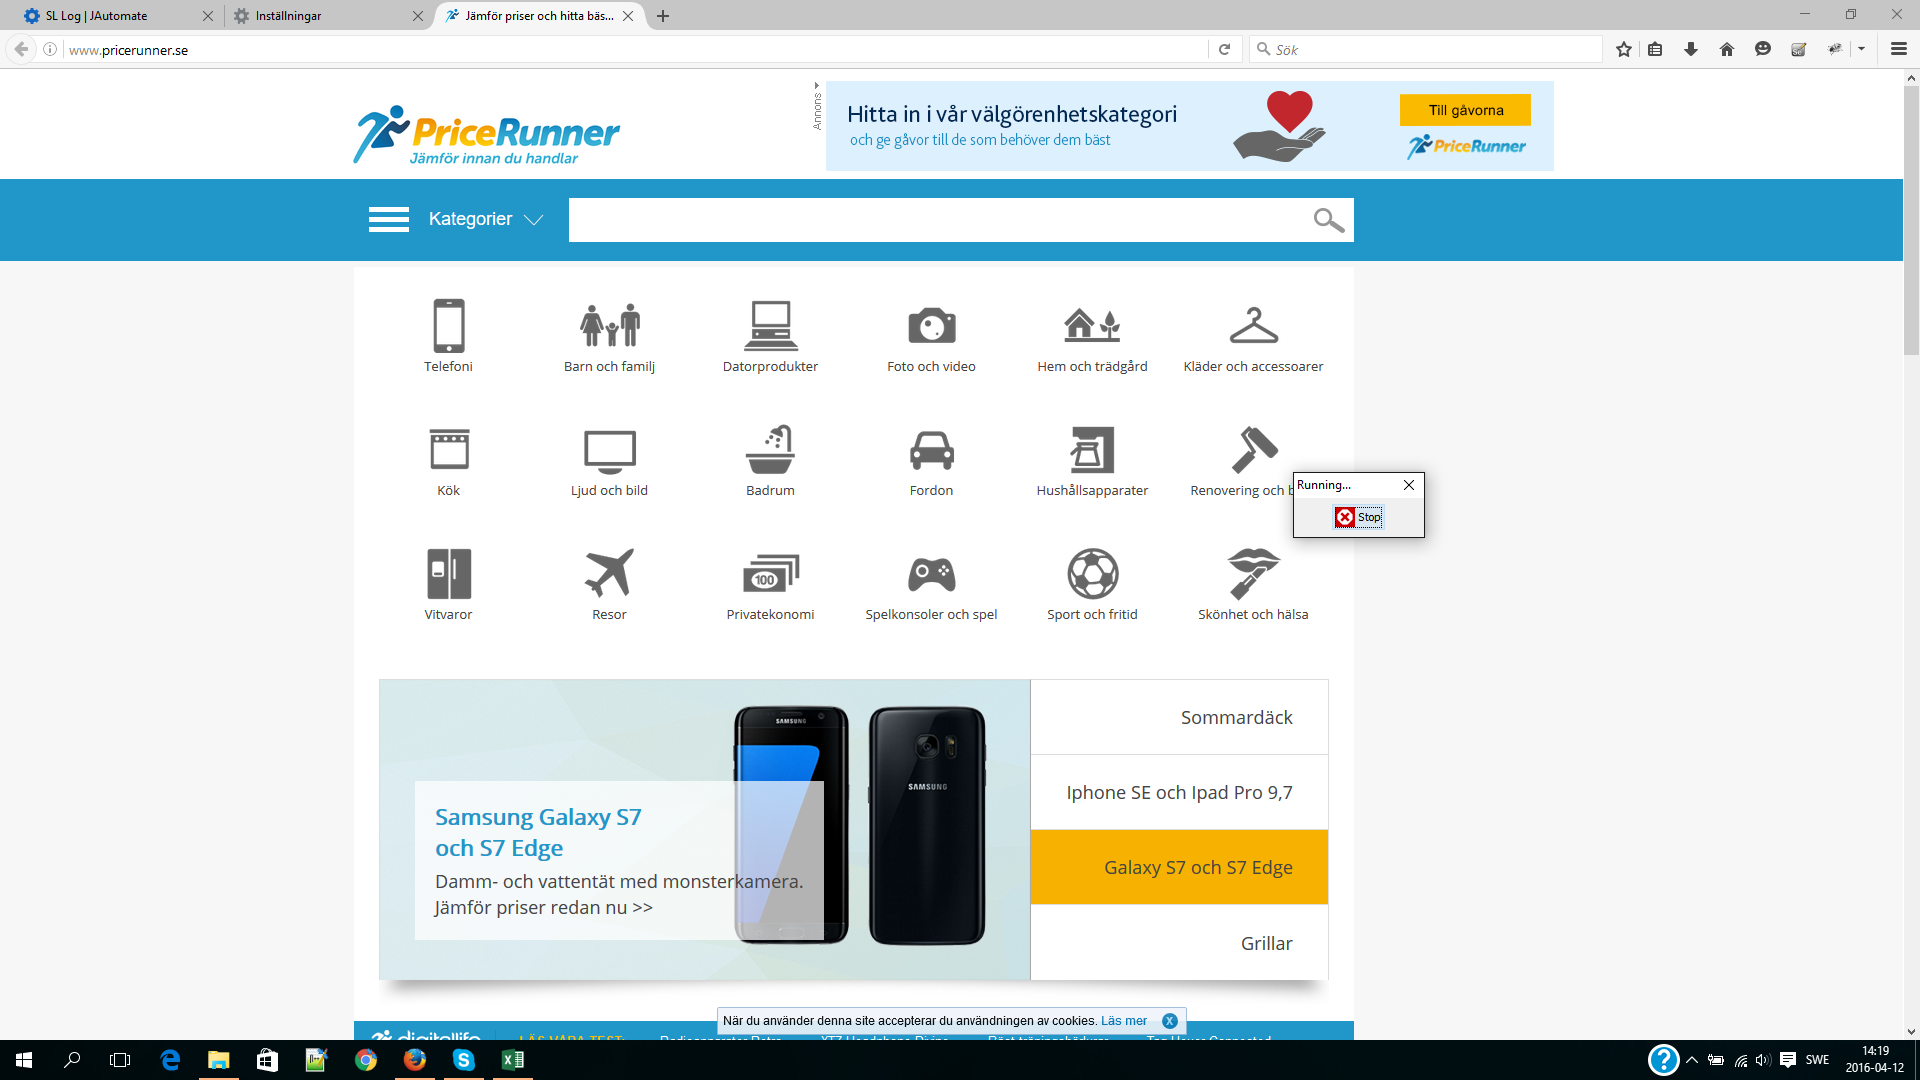 SL Log | JAutomate
Inställningar
Jämför priser och hitta bäs...
www.pricerunner.se
Sök
Annons
PriceRunner
Jämför innan du handlar
Hitta in i vår välgörenhetskategori
och ge gåvor till de som behöver dem bäst
Till gåvorna
PriceRunner
Kategorier
Telefoni
Barn och familj
Datorprodukter
Foto och video
Hem och trädgård
Kläder och accessoarer
Kök
Ljud och bild
Badrum
Fordon
Hushållsapparater
Renovering och
Running...
Stop
Vitvaror
Resor
100
Privatekonomi
Spelkonsoler och spel
Sport och fritid
Skönhet och hälsa
SAMSUNG
SAMSUNG
Samsung Galaxy S7
och S7 Edge
Damm- och vattentät med monsterkamera.
Jämför priser redan nu >>
Sommardäck
Iphone SE och Ipad Pro 9,7
Galaxy S7 och S7 Edge
Grillar
När du använder denna site accepterar du användningen av cookies. Läs mer X
digitallife
LÄS VÅRA TEST
SWE
14:19
2016-04-12